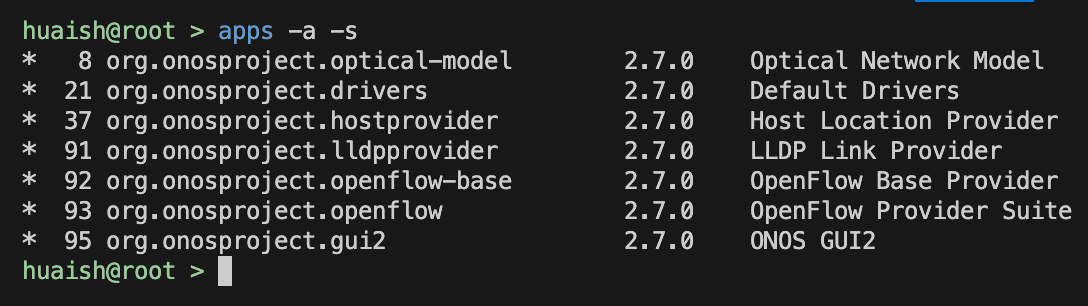 huaish@root > apps -a -s
*   8 org.onosproject.optical-model        2.7.0    Optical Network Model
*  21 org.onosproject.drivers              2.7.0    Default Drivers
*  37 org.onosproject.hostprovider         2.7.0    Host Location Provider
*  91 org.onosproject.lldpprovider         2.7.0    LLDP Link Provider
*  92 org.onosproject.openflow-base        2.7.0    OpenFlow Base Provider
*  93 org.onosproject.openflow             2.7.0    OpenFlow Provider Suite
*  95 org.onosproject.gui2                 2.7.0    ONOS GUI2
huaish@root >